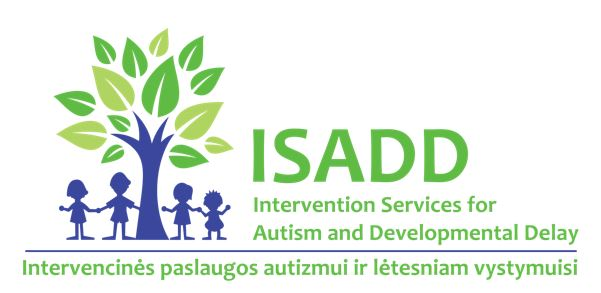 ISADD
Intervention Services for
Autism and Developmental Delay
Intervencinės paslaugos autizmui ir lėtesniam vystymuisi